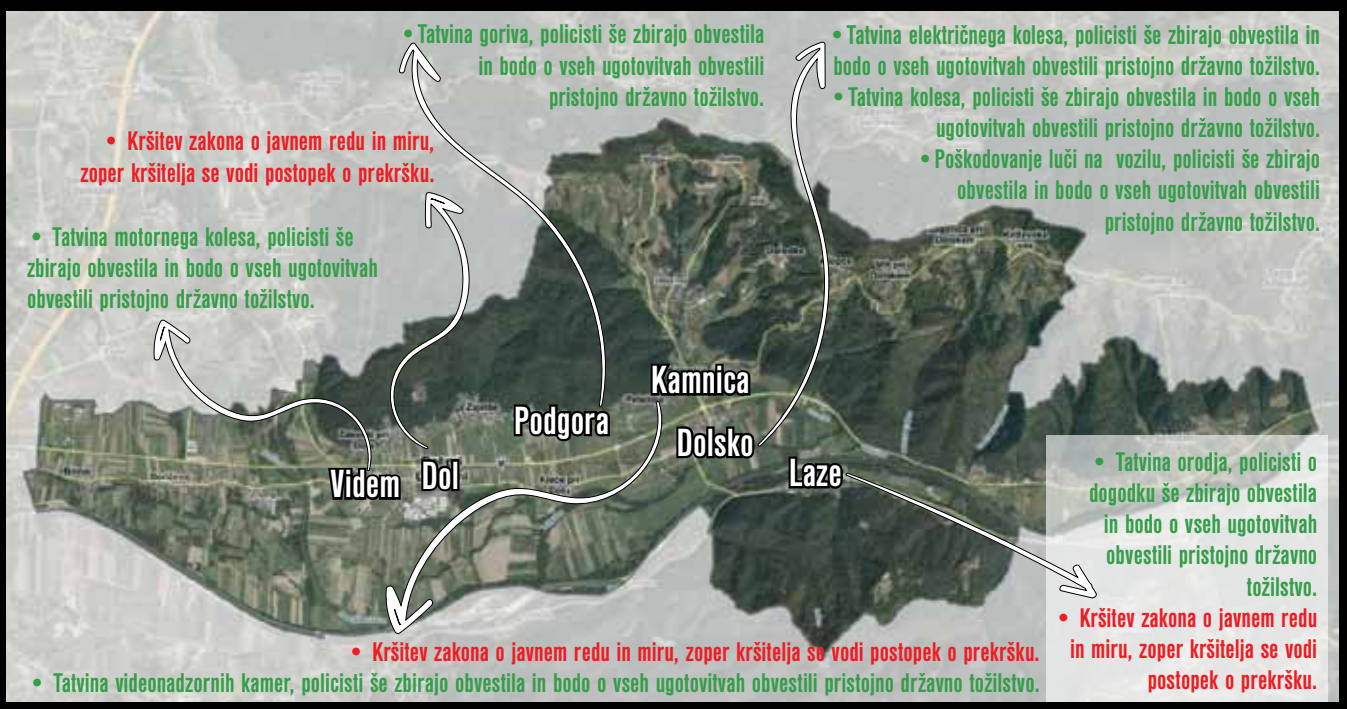 • Tatvina goriva, policisti še zbirajo obvestila
in bodo o vseh ugotovitvah obvestili
pristojno državno tožilstvo.
• Tatvina električnega kolesa, policisti še zbirajo obvestila in
bodo o vseh ugotovitvah obvestili pristojno državno tožilstvo.
• Tatvina kolesa, policisti še zbirajo obvestila in bodo o vseh
ugotovitvah obvestili pristojno državno tožilstvo.
• Poškodovanje luči na vozilu, policisti še zbirajo
obvestila in bodo o vseh ugotovitvah obvestili
pristojno državno tožilstvo.
• Kršitev zakona o javnem redu in miru,
zoper kršitelja se vodi postopek o prekršku.
• Tatvina motornega kolesa, policisti še
zbirajo obvestila in bodo o vseh ugotovitvah
obvestili pristojno državno tožilstvo.
Kamnica
Podgora
Dolsko
Videm
Dol
Laze
• Tatvina orodja, policisti o
dogodku še zbirajo obvestila
in bodo o vseh ugotovitvah
obvestili pristojno državno
tožilstvo.
• Kršitev zakona o javnem redu
in miru, zoper kršitelja se vodi
postopek o prekršku.
• Kršitev zakona o javnem redu in miru, zoper kršitelja se vodi postopek o prekršku.
• Tatvina videonadzornih kamer, policisti še zbirajo obvestila in bodo o vseh ugotovitvah obvestili pristojno državno tožilstvo.